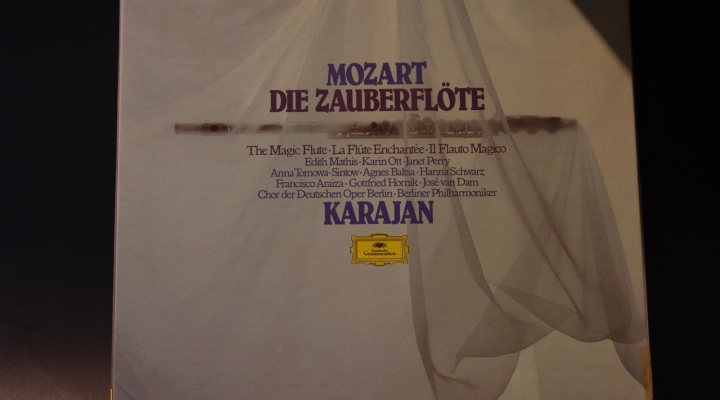 MOZART
DIE ZAUBERFLÖTE
The Magic Flute · La Flûte Enchantée · Il Flauto Magico
Edith Mathis · Karin Ott · Janet Perry
Anna Tomowa-Sintow · Agnes Baltsa · Hanna Schwarz
Francisco Araiza · Gottfried Hornik · José van Dam
Chor der Deutschen Oper Berlin · Berliner Philharmoniker
KARAJAN
Deutsche
Grammophon